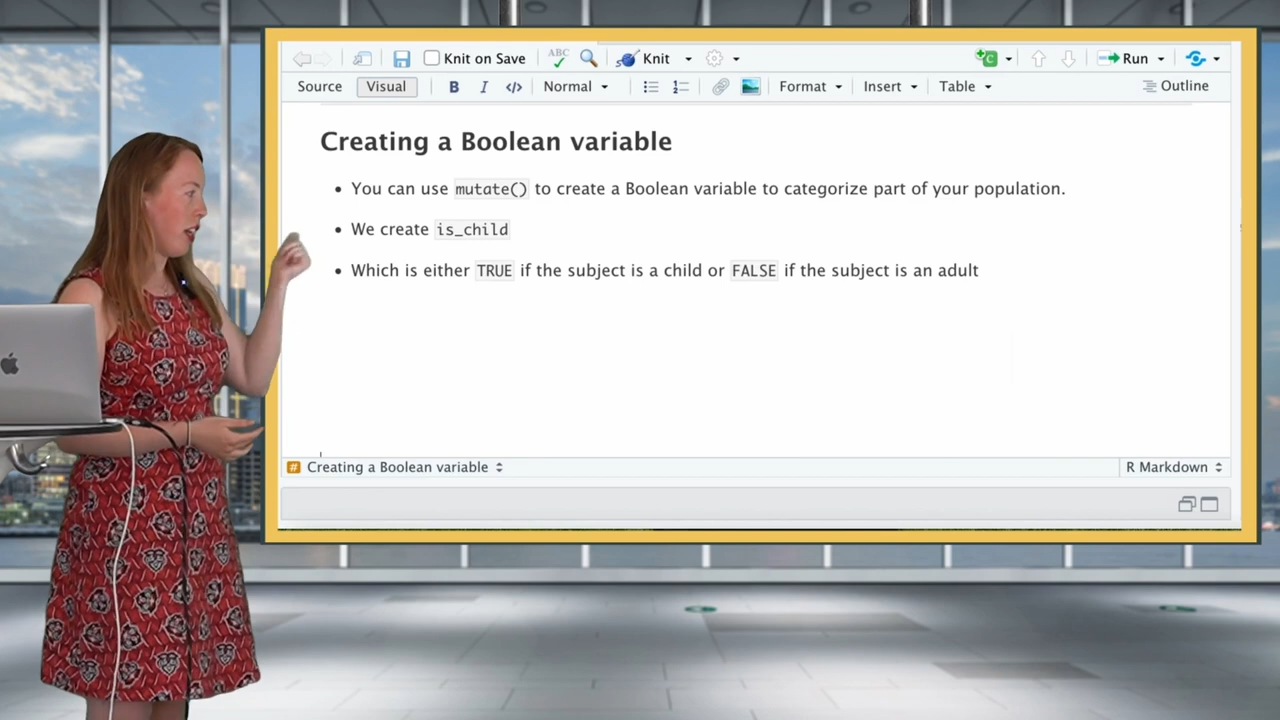 Knit on Save
ABC
Knit
C
Run
Source
Visual
B
I
</>
Normal
Format
Insert
Table
Outline
Creating a Boolean variable
• You can use mutate() to create a Boolean variable to categorize part of your population.
• We create is_child
• Which is either TRUE if the subject is a child or FALSE if the subject is an adult
# Creating a Boolean variable
R Markdown